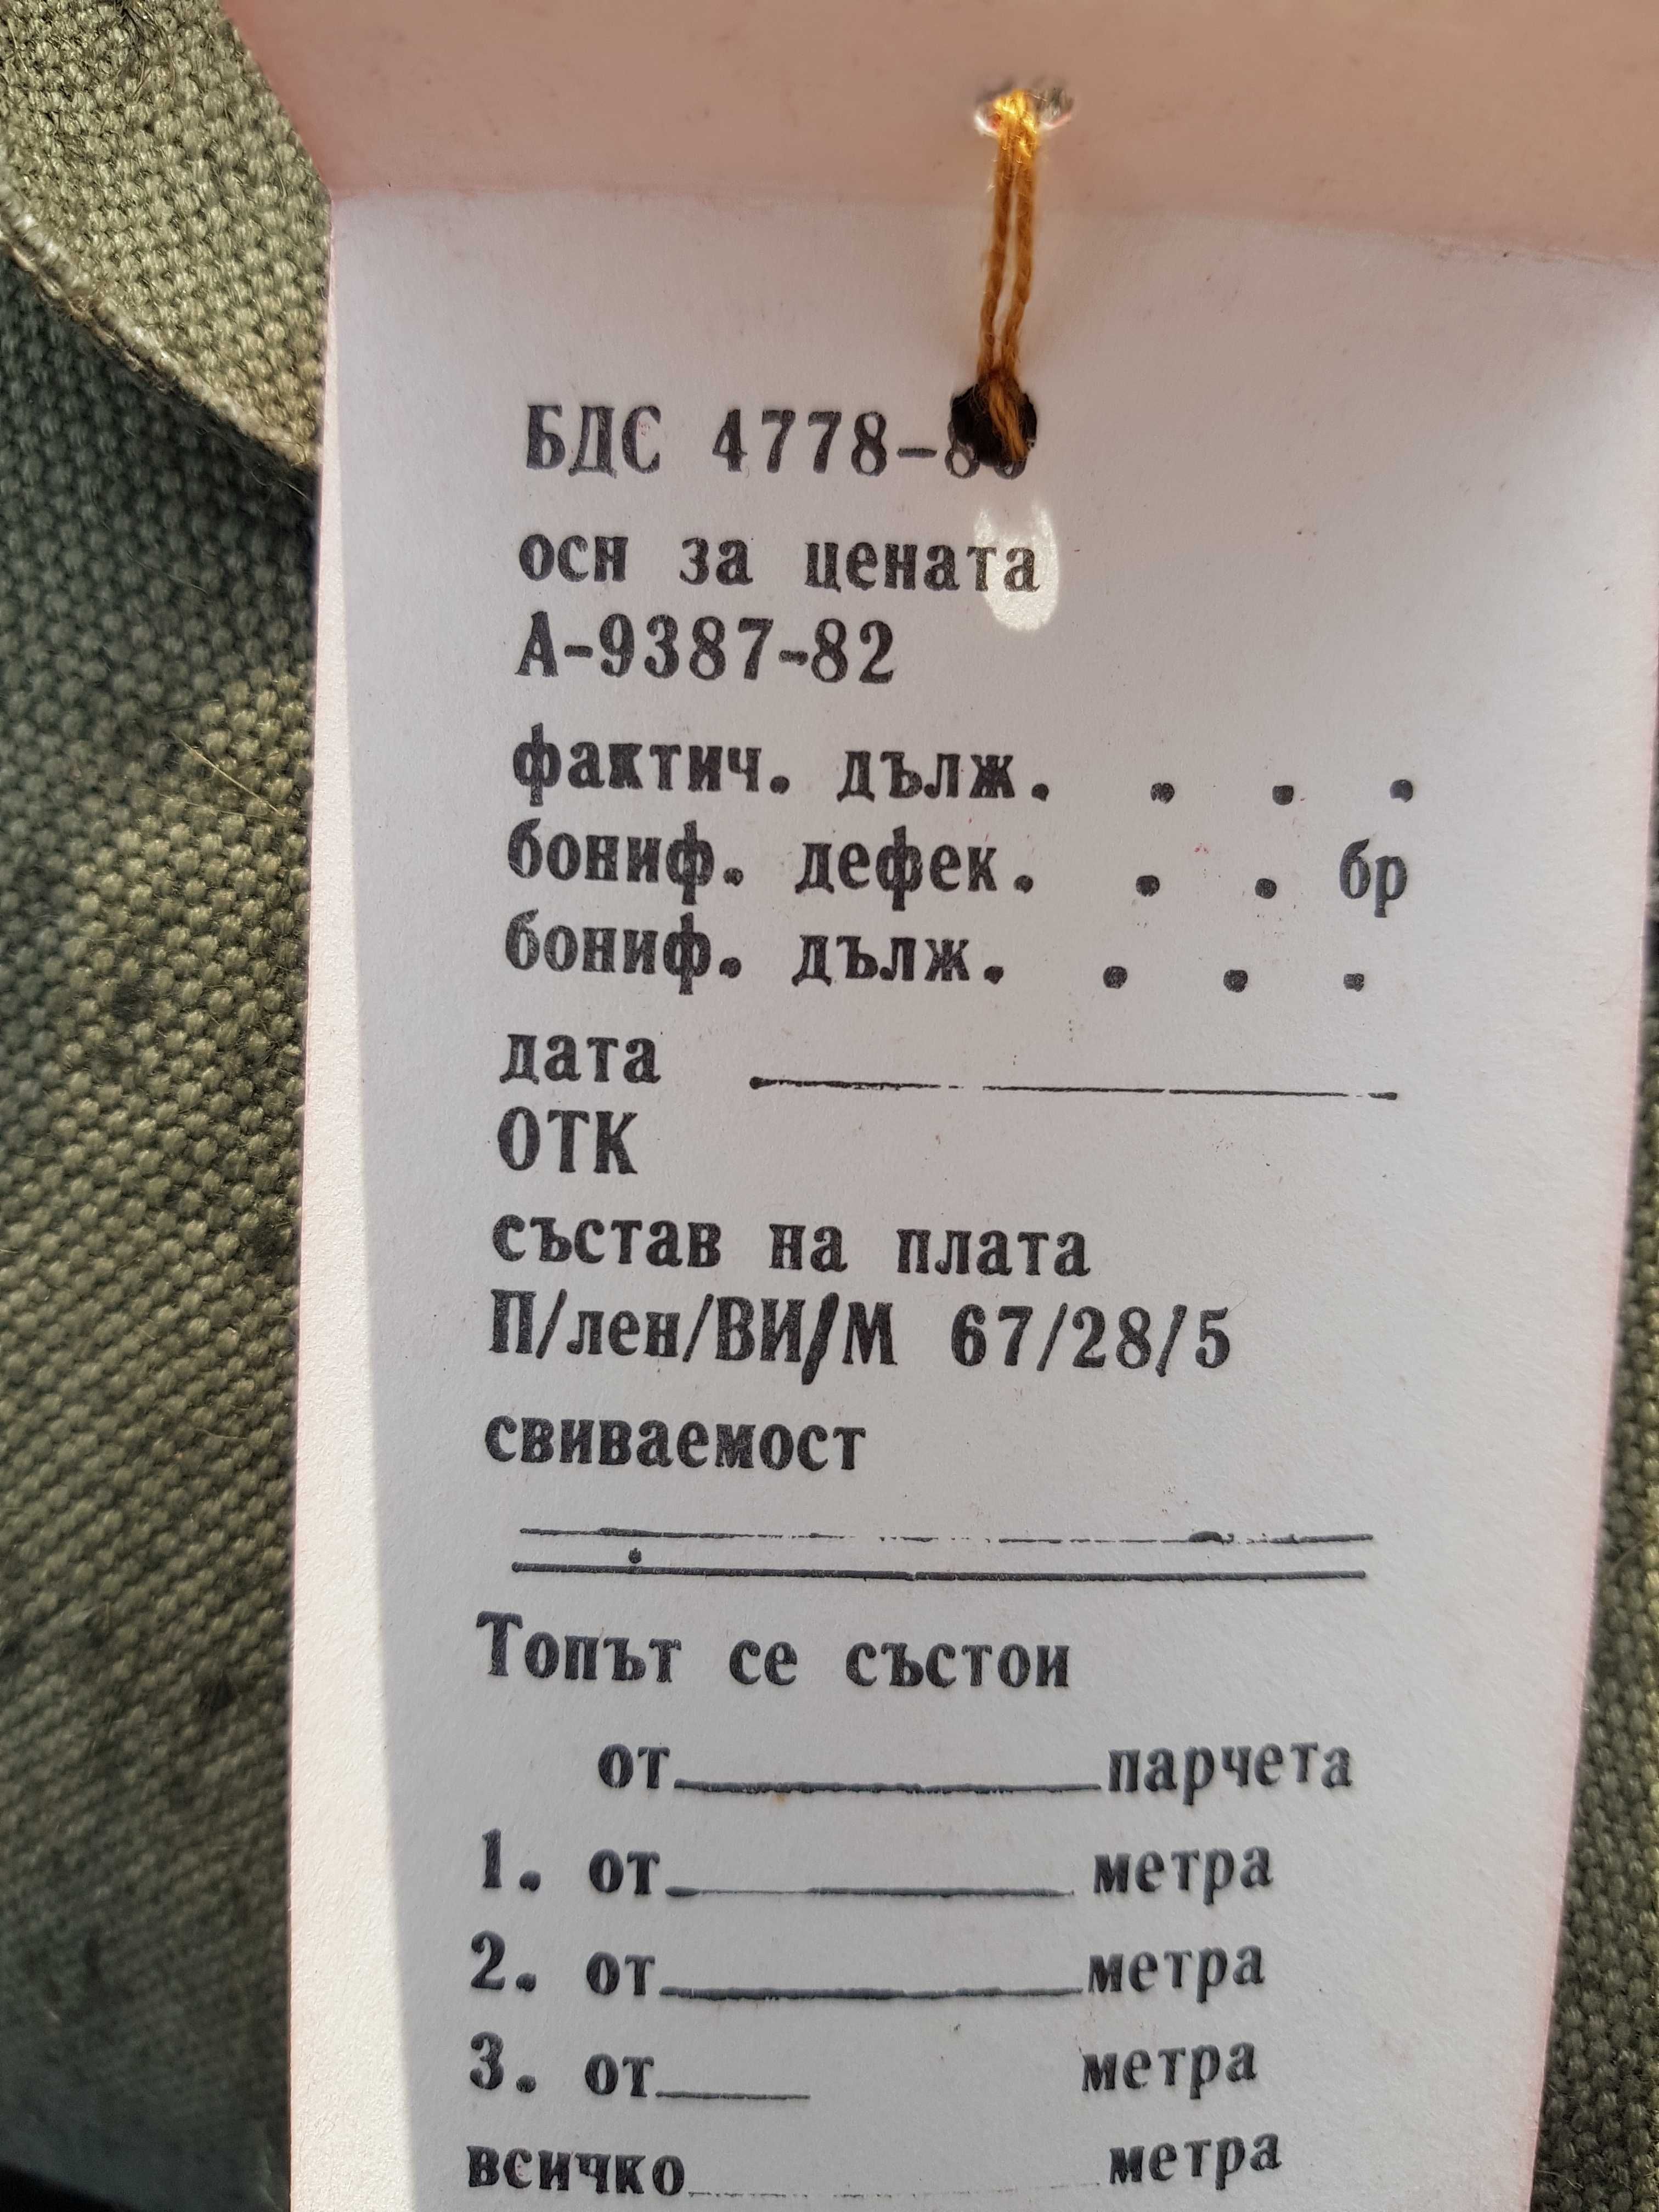 БДС 4778-
осн за цената
А-9387-82
фактич. дълж. . . .
бониф. дефек. . . бр
бониф. дълж. . . .
дата
ОТК
състав на плата
П/лен/ВИ/М 67/28/5
свиваемост
Топът се състои
от парчета
1. от метра
2. от метра
3. от метра
всичко метра